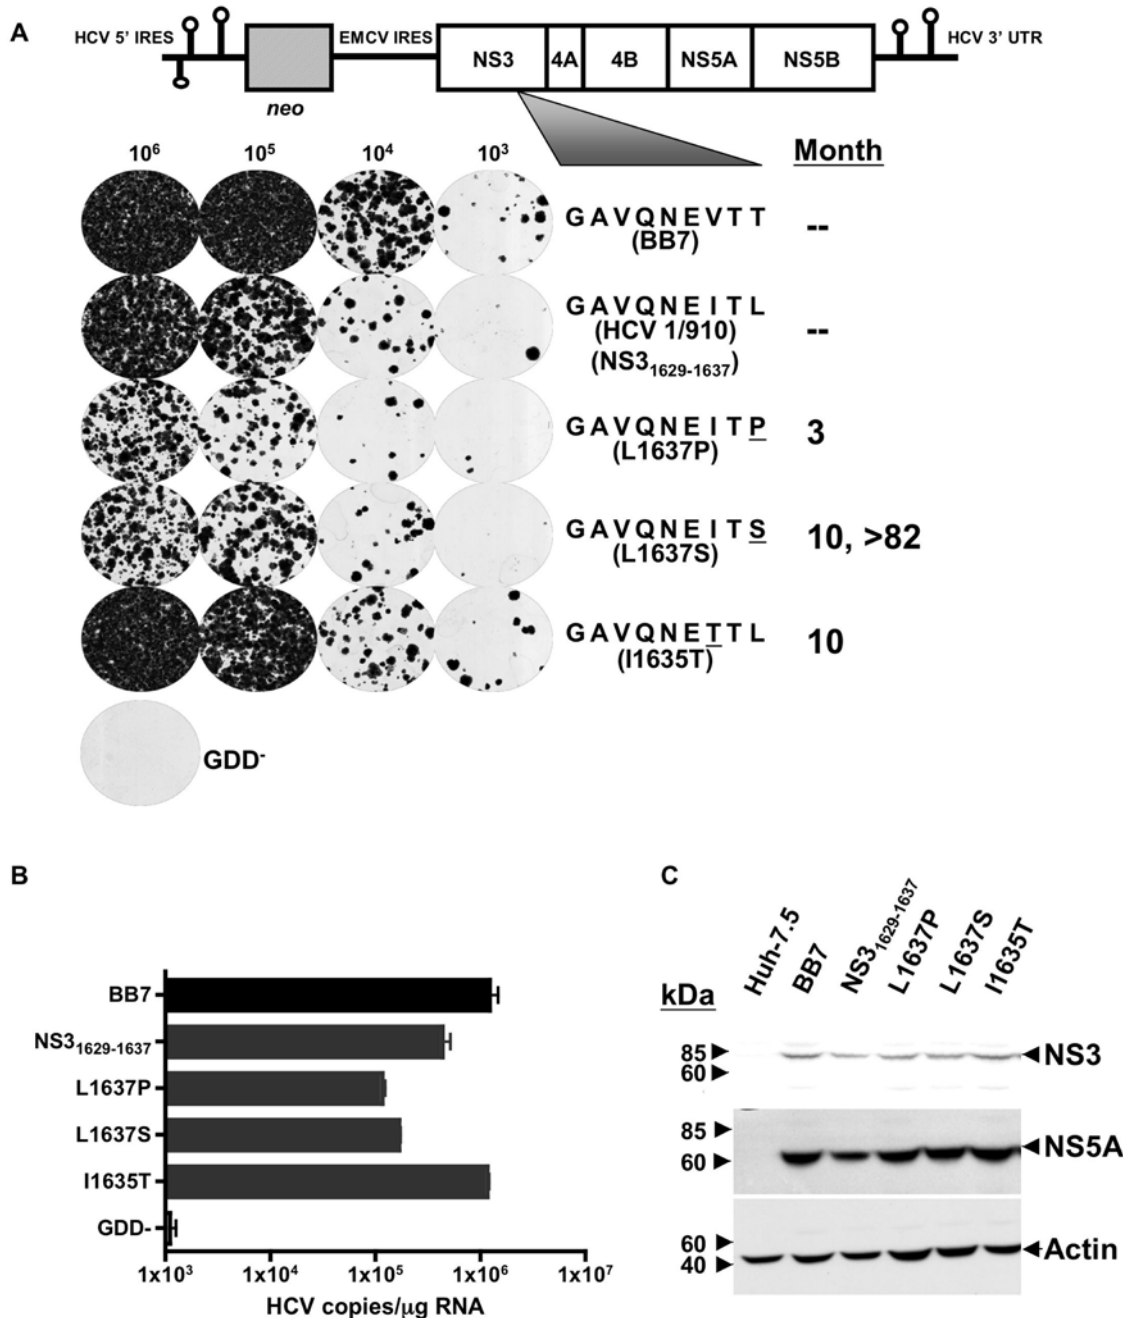 A
HCV 5' IRES
EMCV IRES
HCV 3' UTR
NS3
4A
4B
NS5A
NS5B
neo
10⁶ 10⁵ 10⁴ 10³
Month
GAVQNEVTT
(BB7)
--
GAVQNEITL
(HCV 1/910)
(NS3₁₆₂₉₋₁₆₃₇)
--
GAVQNEITP
(L1637P)
3
GAVQNEITS
(L1637S)
10, >82
GAVQNETTL
(I1635T)
10
GDD⁻
B
BB7
NS3₁₆₂₉₋₁₆₃₇
L1637P
L1637S
I1635T
GDD-
1x10³ 1x10⁴ 1x10⁵ 1x10⁶ 1x10⁷
HCV copies/µg RNA
C
Huh-7.5
BB7
NS3₁₆₂₉₋₁₆₃₇
L1637P
L1637S
I1635T
kDa
85
60
NS3
85
60
NS5A
60
40
Actin